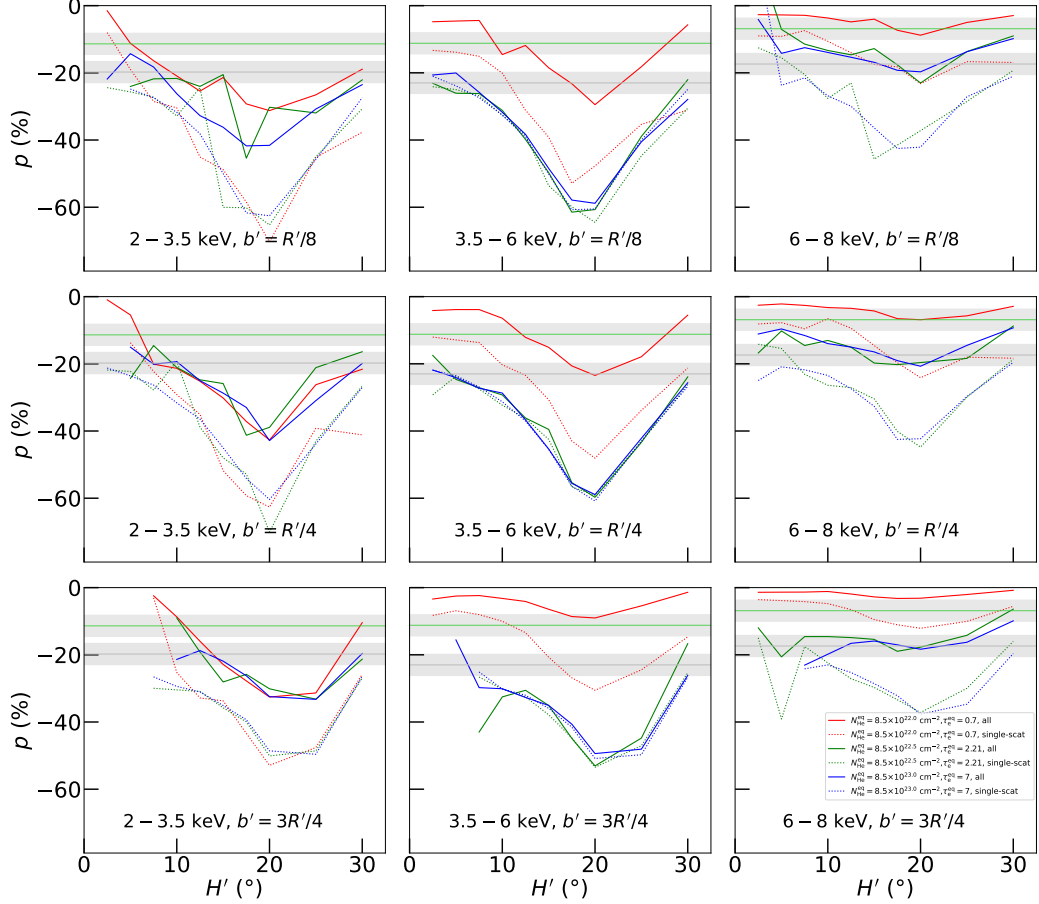 0
−20
−40
−60
p (%)
2 − 3.5 keV, b′ = R′/8
3.5 − 6 keV, b′ = R′/8
6 − 8 keV, b′ = R′/8
0
−20
−40
−60
p (%)
2 − 3.5 keV, b′ = R′/4
3.5 − 6 keV, b′ = R′/4
6 − 8 keV, b′ = R′/4
0
−20
−40
−60
p (%)
2 − 3.5 keV, b′ = 3R′/4
3.5 − 6 keV, b′ = 3R′/4
6 − 8 keV, b′ = 3R′/4
N_He^eq = 8.5×10^22.0 cm^−2, τ_e^eq = 0.7, all
N_He^eq = 8.5×10^22.0 cm^−2, τ_e^eq = 0.7, single-scat
N_He^eq = 8.5×10^22.5 cm^−2, τ_e^eq = 2.21, all
N_He^eq = 8.5×10^22.5 cm^−2, τ_e^eq = 2.21, single-scat
N_He^eq = 8.5×10^23.0 cm^−2, τ_e^eq = 7, all
N_He^eq = 8.5×10^23.0 cm^−2, τ_e^eq = 7, single-scat
0 10 20 30
0 10 20 30
0 10 20 30
H′ (°)
H′ (°)
H′ (°)